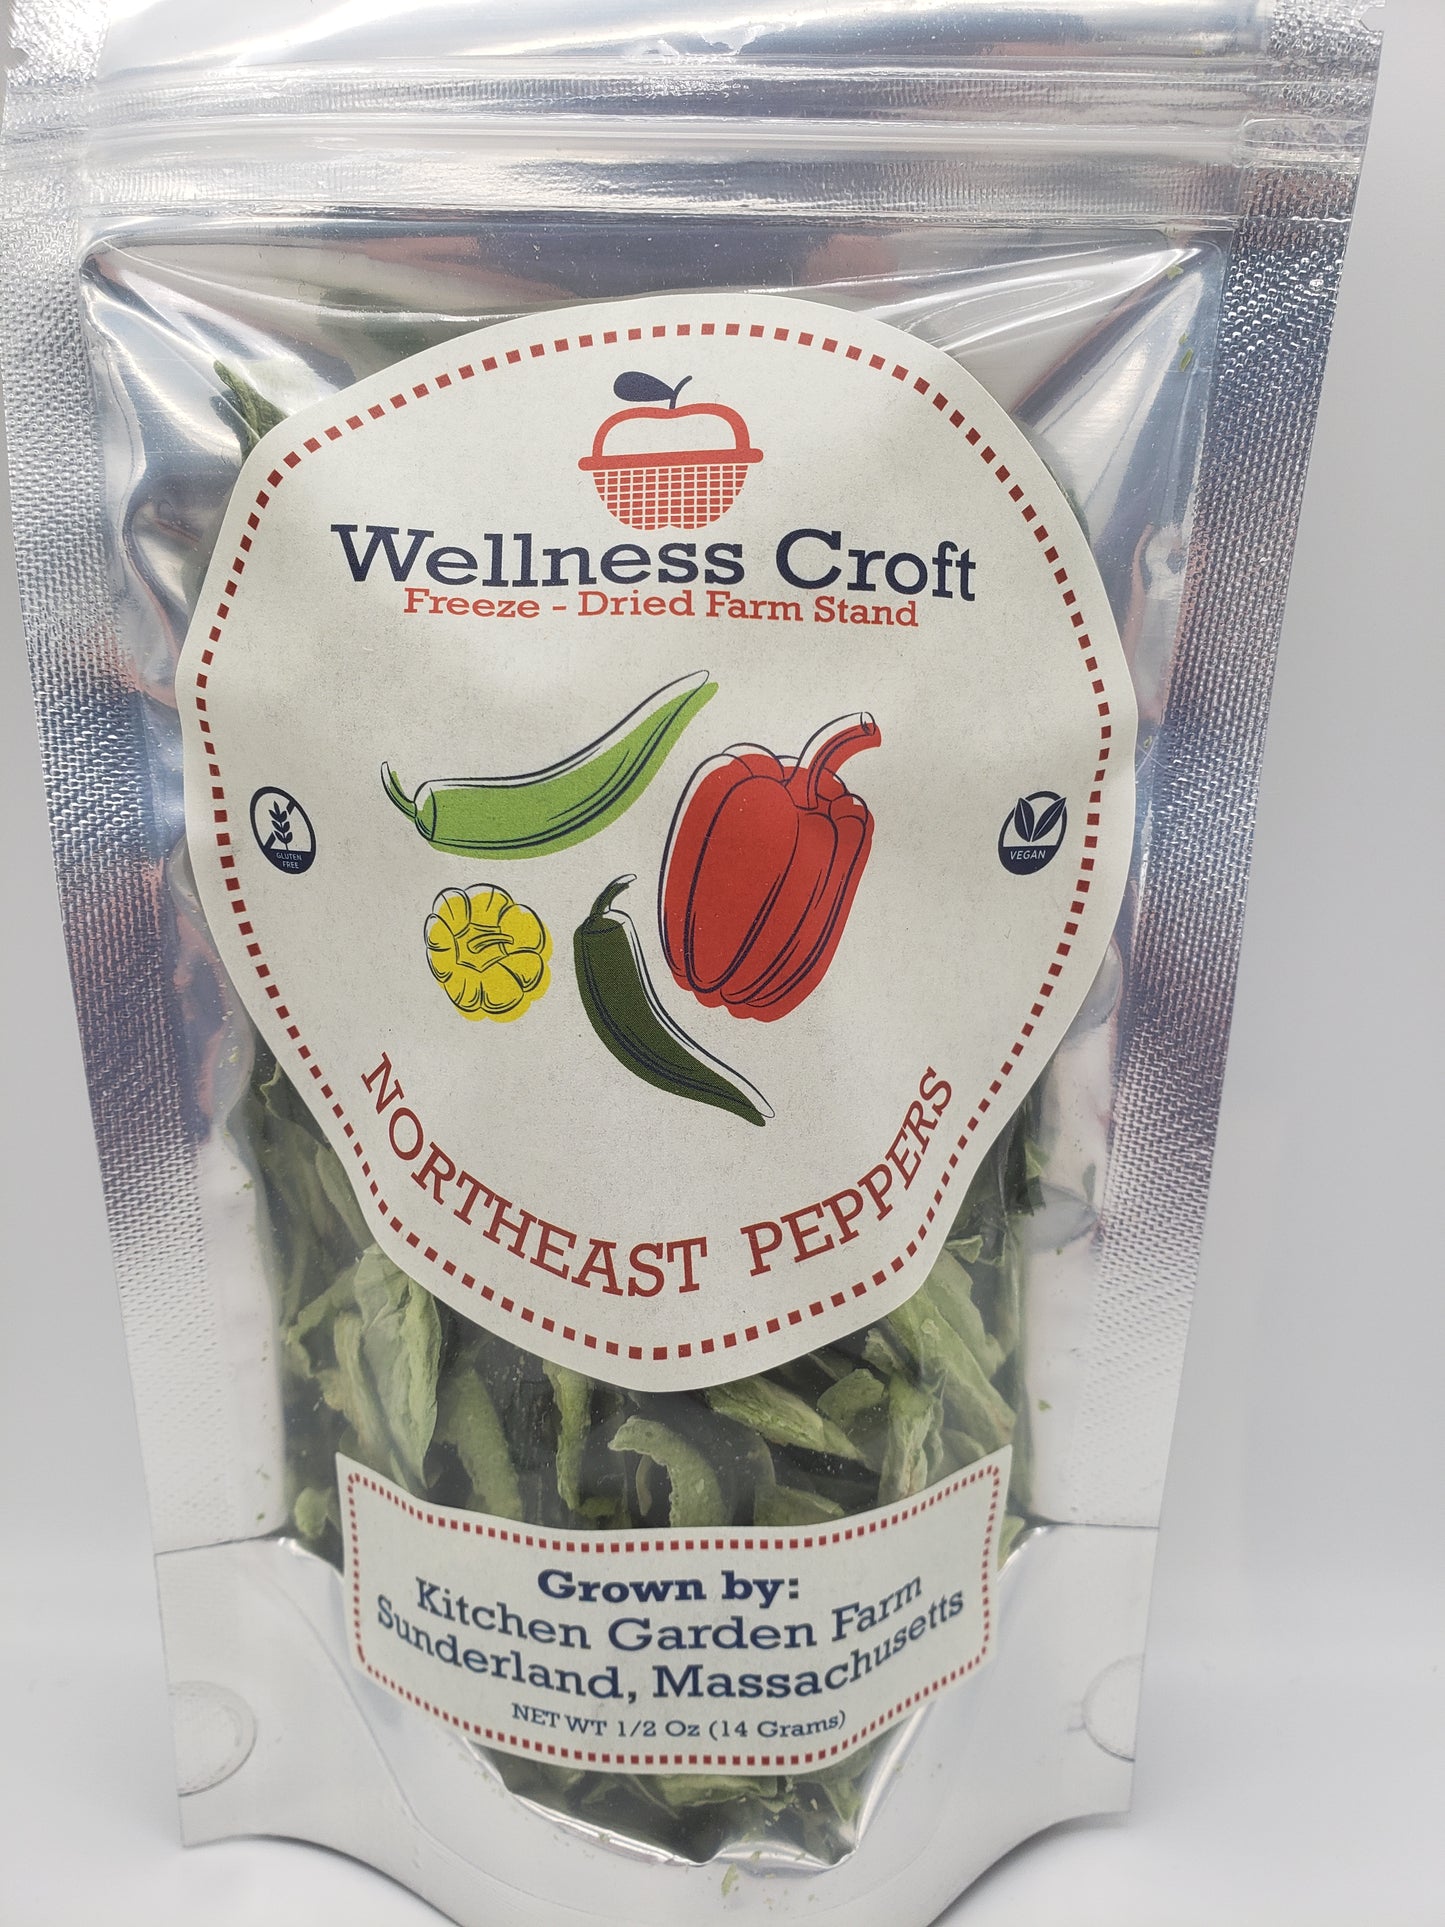 Wellness Croft
Freeze - Dried Farm Stand
GLUTEN
FREE
VEGAN
NORTHEAST PEPPERS
Grown by:
Kitchen Garden Farm
Sunderland, Massachusetts
NET WT 1/2 Oz (14 Grams)